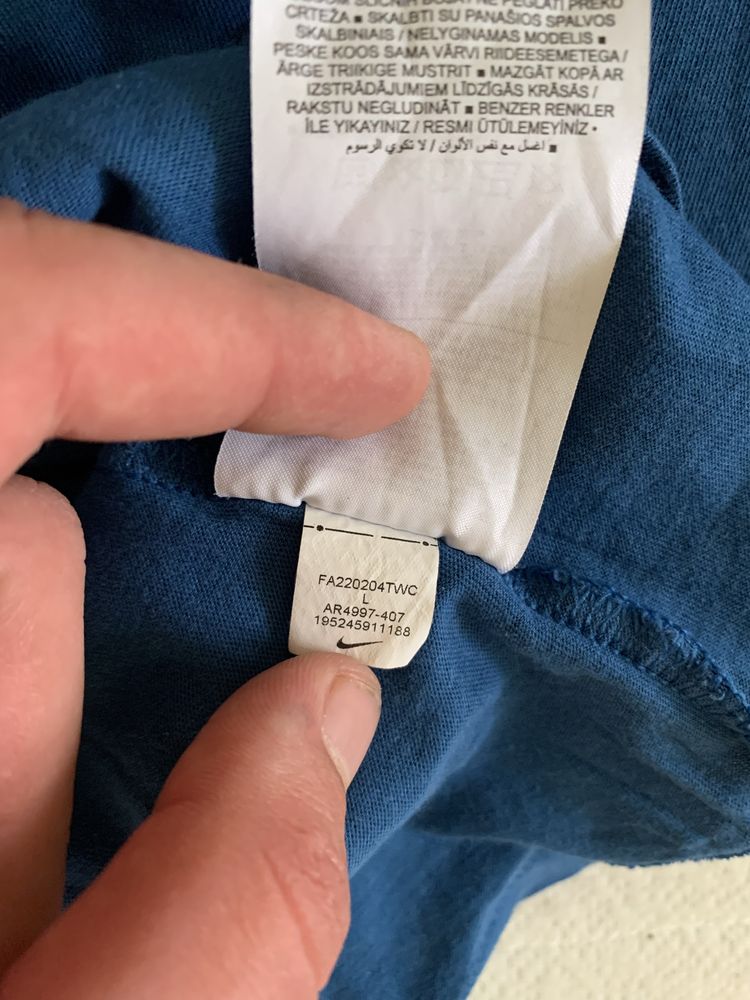 CRTEŽA ▪ SKALBTI SU PANAŠIOS SPALVOS
SKALBINIAIS / NELYGINAMAS MODELIS ▪
PESKE KOOS SAMA VÄRVI RIIDEESEMETEGA /
ÄRGE TRIIKIGE MUSTRIT ▪ MAZGĀT KOPĀ AR
IZSTRĀDĀJUMIEM LĪDZĪGĀS KRĀSĀS /
RAKSTU NEGLUDINĀT ▪ BENZER RENKLER
İLE YIKAYINIZ / RESMI ÜTÜLEMEYİNİZ •
اغسل مع نفس الألوان / لا تكوي الرسوم ▪
FA220204TWC
L
AR4997-407
195245911188